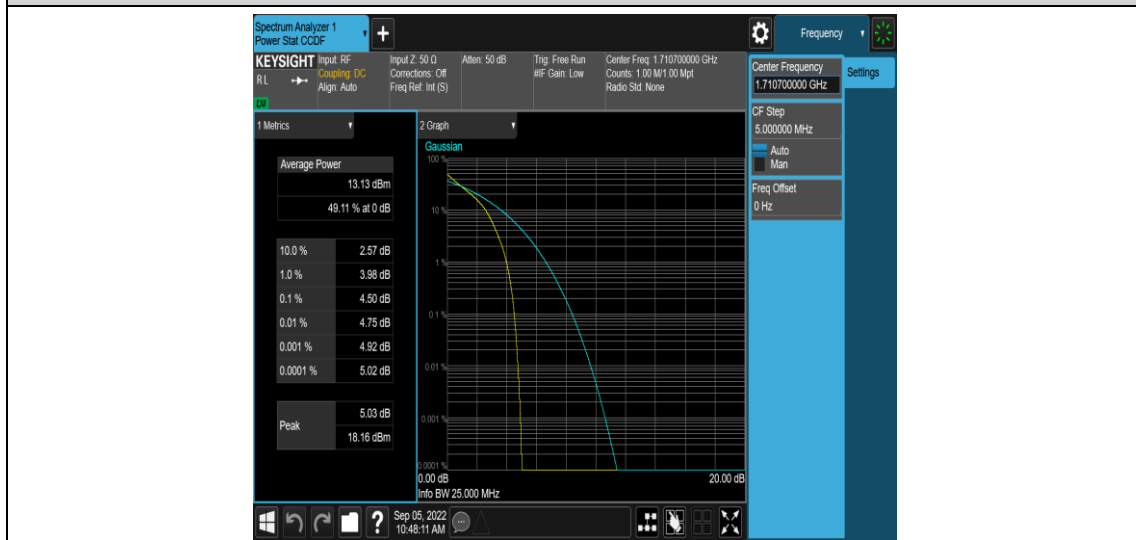 Spectrum Analyzer 1
Power Stat CCDF
+
Frequency
KEYSIGHT
Input: RF
Coupling: DC
Align: Auto
RL
LXI
Input Z: 50 Ω
Corrections: Off
Freq Ref: Int (S)
Atten: 50 dB
Trig: Free Run
#IF Gain: Low
Center Freq: 1.710700000 GHz
Counts: 1.00 M/1.00 Mpt
Radio Std: None
Center Frequency
1.710700000 GHz
Settings
CF Step
5.000000 MHz
Auto
Man
Freq Offset
0 Hz
1 Metrics
Average Power
13.13 dBm
49.11 % at 0 dB
10.0 % 2.57 dB
1.0 % 3.98 dB
0.1 % 4.50 dB
0.01 % 4.75 dB
0.001 % 4.92 dB
0.0001 % 5.02 dB
Peak
5.03 dB
18.16 dBm
2 Graph
Gaussian
100 %
10 %
1 %
0.1 %
0.01 %
0.001 %
0.0001 %
0.00 dB 20.00 dB
Info BW 25.000 MHz
?
Sep 05, 2022
10:48:11 AM